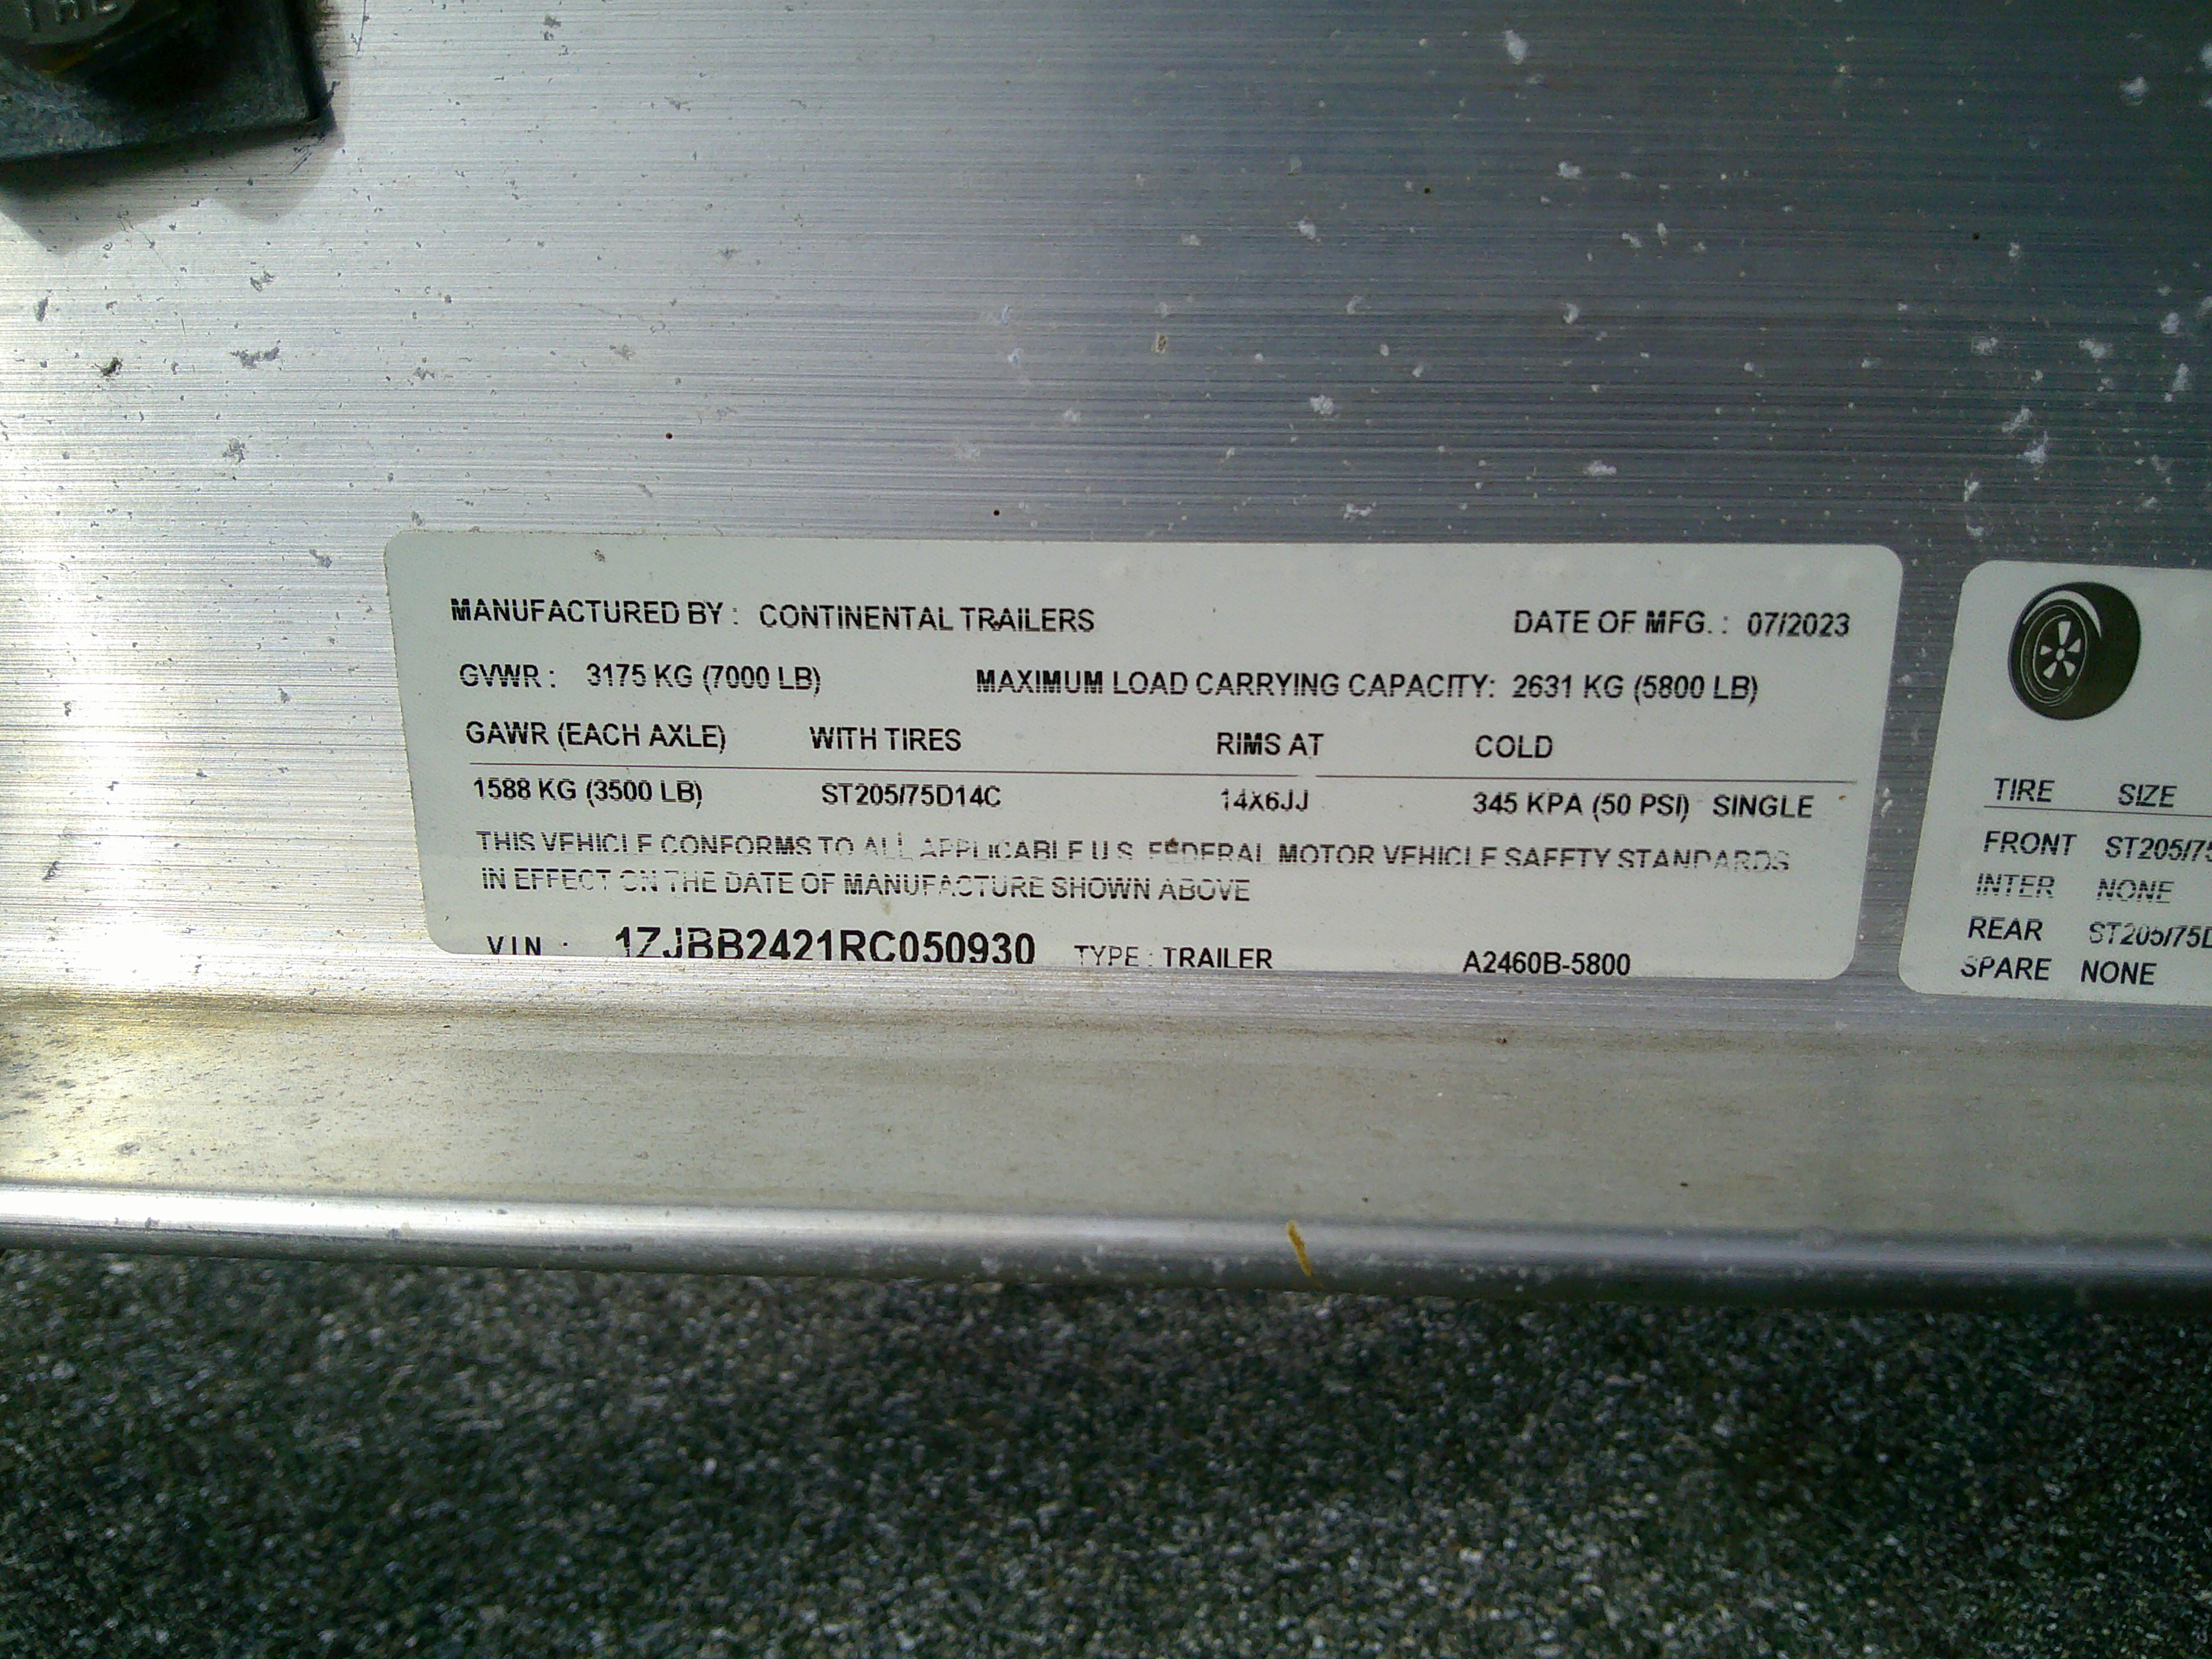 MANUFACTURED BY : CONTINENTAL TRAILERS DATE OF MFG. : 07/2023
GVWR : 3175 KG (7000 LB) MAXIMUM LOAD CARRYING CAPACITY: 2631 KG (5800 LB)
GAWR (EACH AXLE) WITH TIRES RIMS AT COLD
1588 KG (3500 LB) ST205/75D14C 14X6JJ 345 KPA (50 PSI) SINGLE
THIS VEHICLE CONFORMS TO ALL APPLICABLE U.S. FEDERAL MOTOR VEHICLE SAFETY STANDARDS
IN EFFECT ON THE DATE OF MANUFACTURE SHOWN ABOVE
VIN : 1ZJBB2421RC050930 TYPE : TRAILER A2460B-5800
TIRE SIZE
FRONT ST205/75
INTER NONE
REAR ST205/75D
SPARE NONE